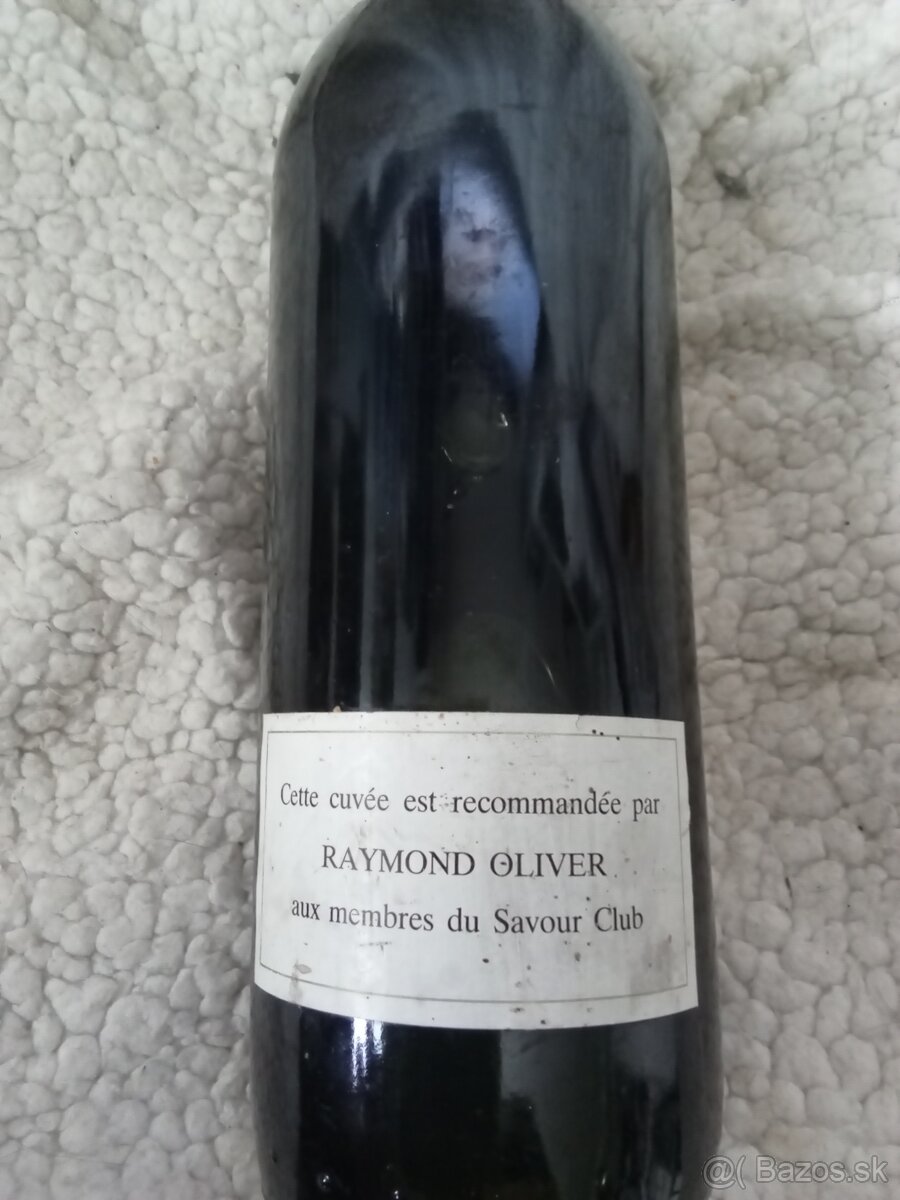 Cette cuvée est recommandée par
RAYMOND OLIVER
aux membres du Savour Club
@( Bazos.sk